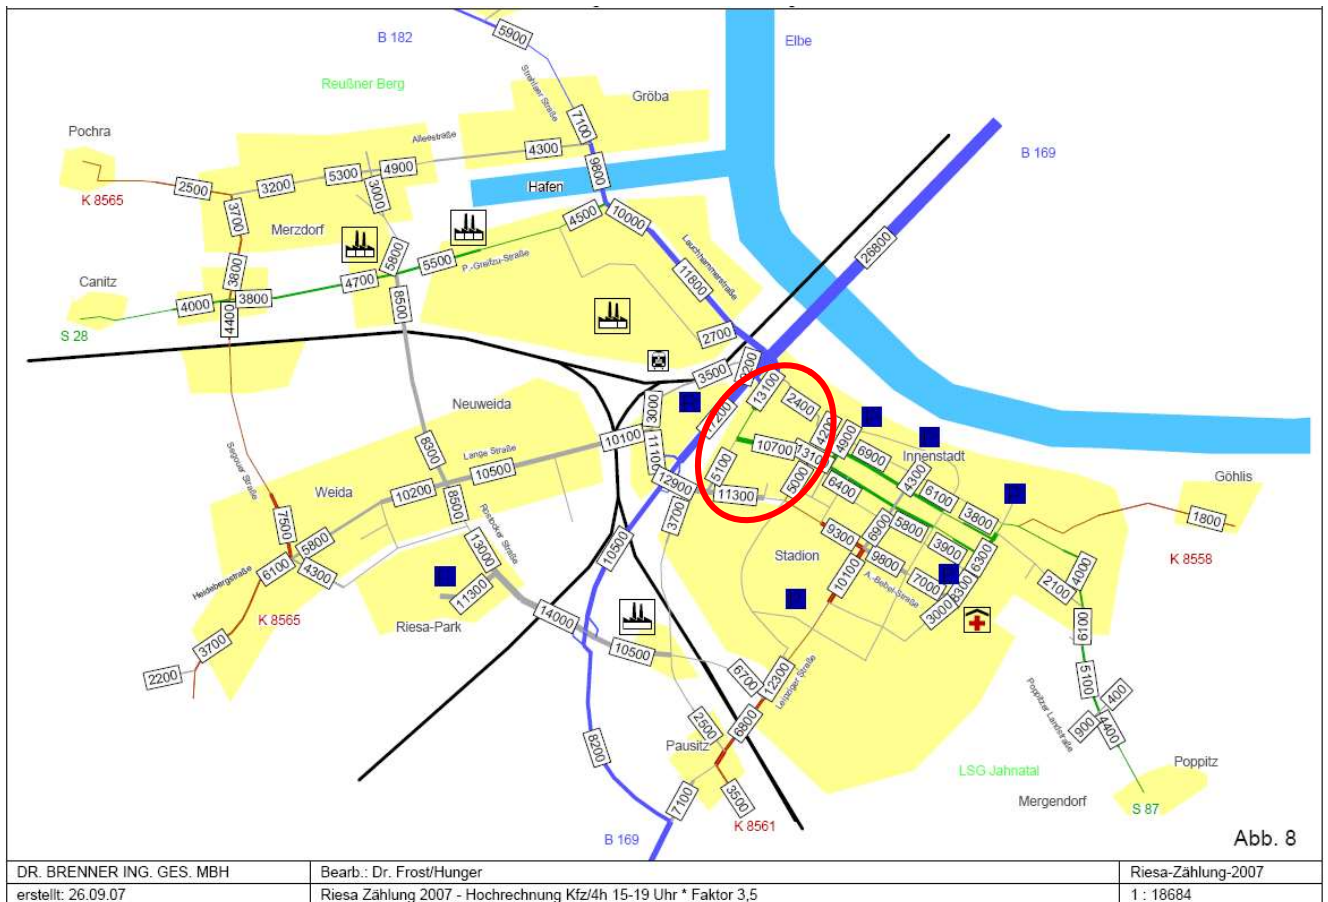 B 182
5900
Elbe
Reußner Berg
Strehlaer Straße
Gröba
Pochra
Alleestraße
7100
4300
B 169
5300
4900
9800
2500
3200
3000
Hafen
K 8565
3700
4500
10000
Merzdorf
5800
26800
P.-Greifzu-Straße
Lauchhammerstraße
3800
5500
4700
11800
Canitz
4000
3800
8500
4400
S 28
2700
3500
13100
2400
Neuweida
3000
17200
4200
4900
8300
10100
11100
10700
6900
Innenstadt
Segouer Straße
Lange Straße
10500
5100
6400
4300
6100
Göhlis
Weida
10200
12900
11300
5000
3800
8500
3700
5800
6900
1800
7500
Rostocker Straße
9300
3900
K 8558
5800
13000
10500
Stadion
9800
6300
4000
6100
4300
10100
7000
2100
Heidebergstraße
A.-Bebel-Straße
8300
11300
3000
K 8565
Riesa-Park
14000
6100
3700
10500
6700
12300
Leipziger Straße
5100
400
2200
Poppitzer Landstraße
900
4400
2500
6800
8200
Pausitz
LSG Jahnatal
Poppitz
3500
Mergendorf
S 87
7100
K 8561
B 169
Abb. 8
DR. BRENNER ING. GES. MBH
Bearb.: Dr. Frost/Hunger
Riesa-Zählung-2007
erstellt: 26.09.07
Riesa Zählung 2007 - Hochrechnung Kfz/4h 15-19 Uhr * Faktor 3,5
1 : 18684